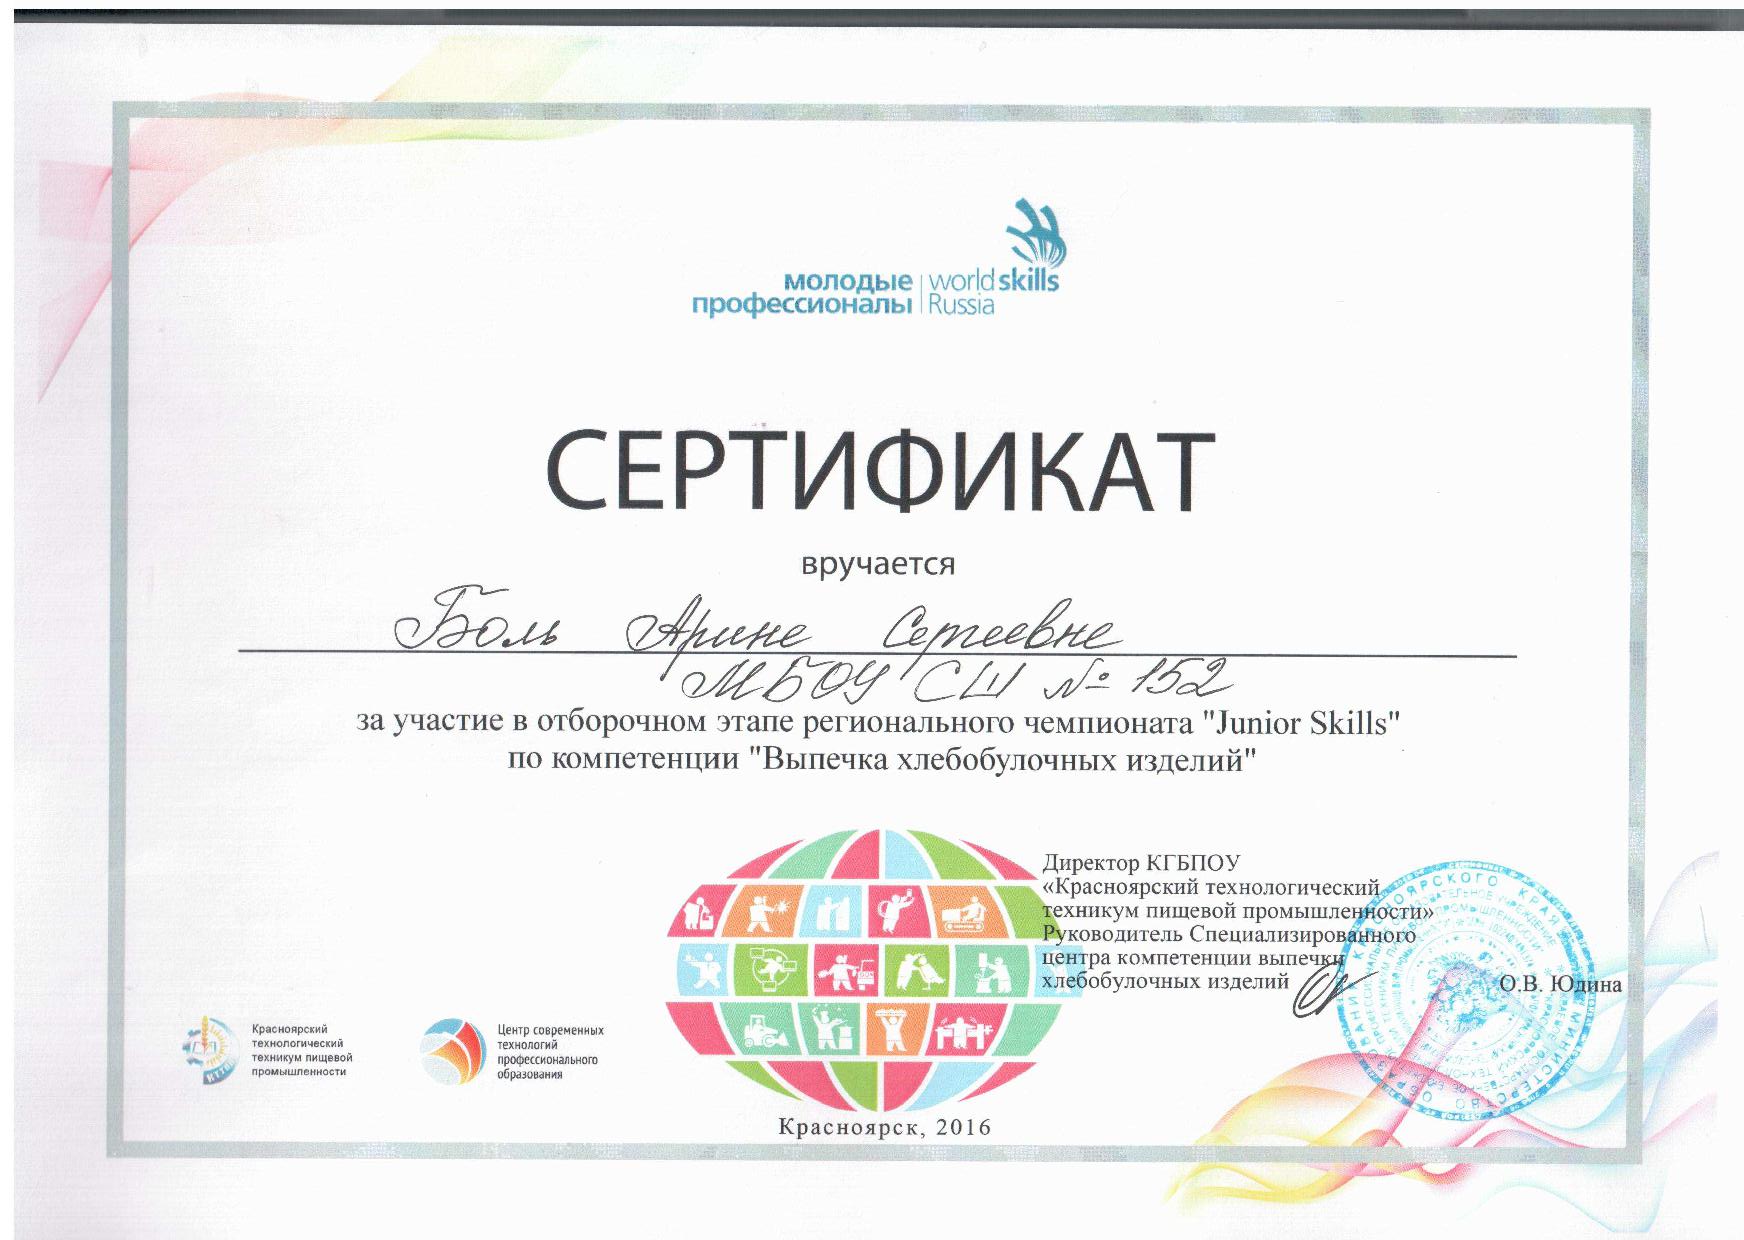 молодые
профессионалы
worldskills
Russia
СЕРТИФИКАТ
вручается
Боль Арине Сергеевне
МБОУ СШ № 152
за участие в отборочном этапе регионального чемпионата "Junior Skills"
по компетенции "Выпечка хлебобулочных изделий"
Директор КГБПОУ
«Красноярский технологический
техникум пищевой промышленности»
Руководитель Специализированного
центра компетенции выпечки
хлебобулочных изделий
О.В. Юдина
Красноярский
технологический
техникум пищевой
промышленности
Центр современных
технологий
профессионального
образования
Красноярск, 2016